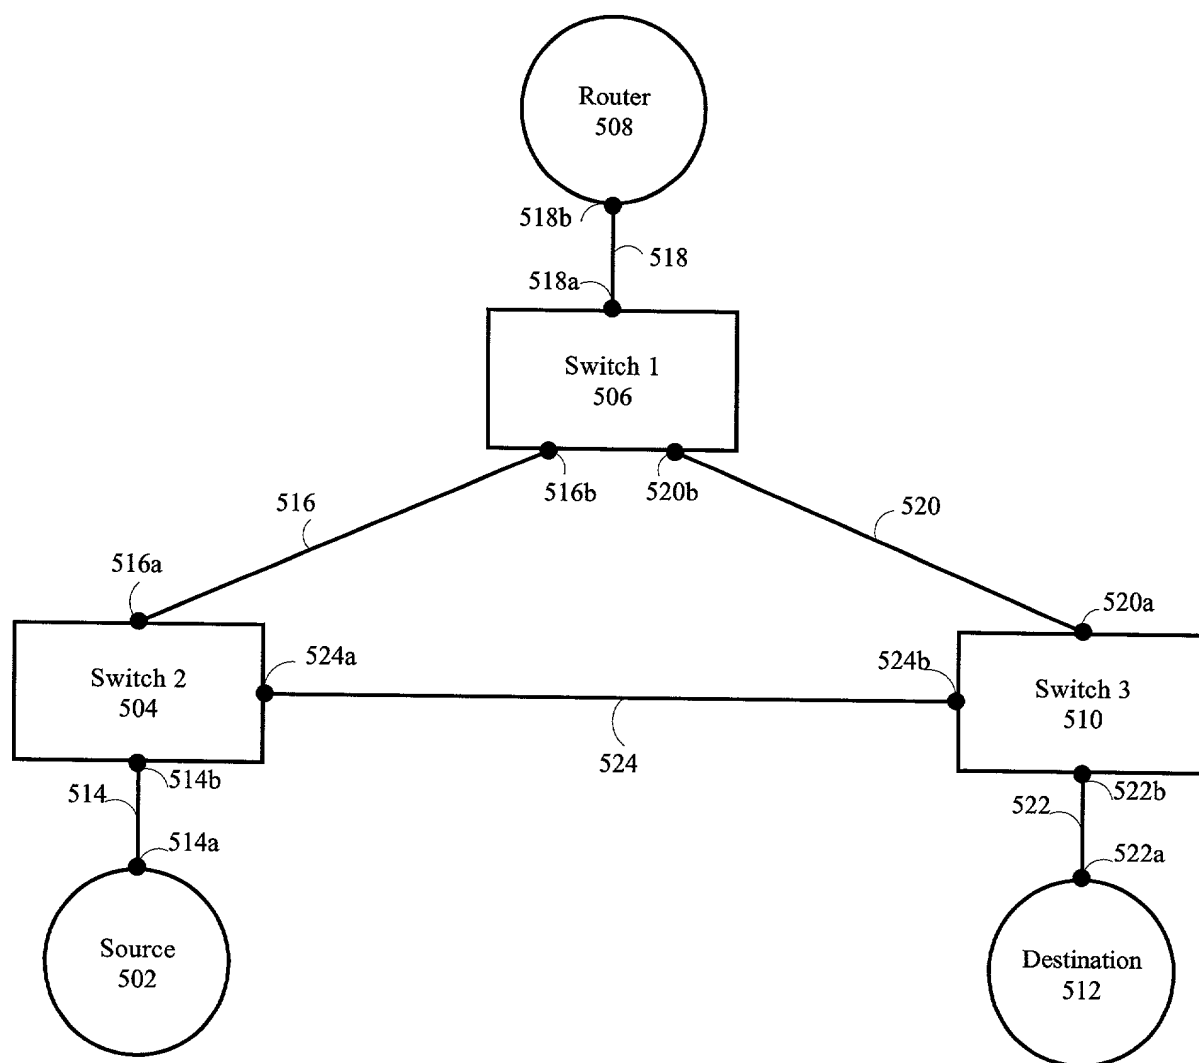 Router
508
518b
518
518a
Switch 1
506
516b
520b
516
520
516a
520a
524a
524b
Switch 2
504
Switch 3
510
524
514b
514
522b
522
514a
522a
Source
502
Destination
512